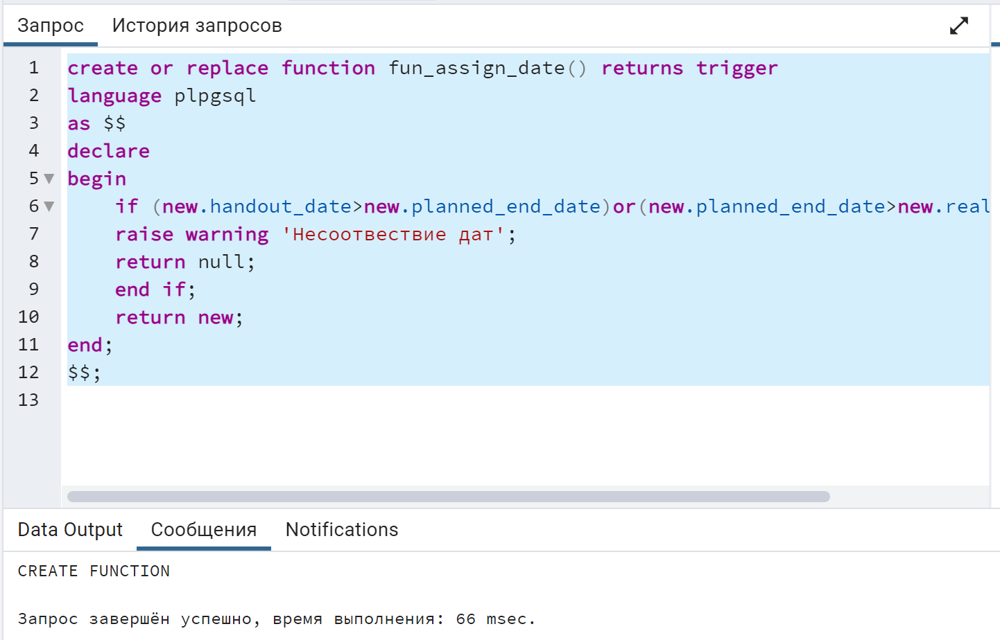 Запрос История запросов
1 create or replace function fun_assign_date() returns trigger
2 language plpgsql
3 as $$
4 declare
5 begin
6 if (new.handout_date>new.planned_end_date)or(new.planned_end_date>new.real
7 raise warning 'Несоотвествие дат';
8 return null;
9 end if;
10 return new;
11 end;
12 $$;
13
Data Output Сообщения Notifications
CREATE FUNCTION
Запрос завершён успешно, время выполнения: 66 msec.